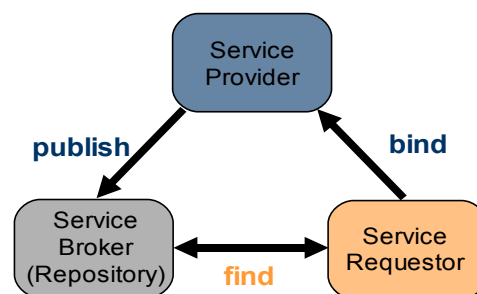 Service
Provider
publish
bind
Service
Broker
(Repository)
find
Service
Requestor